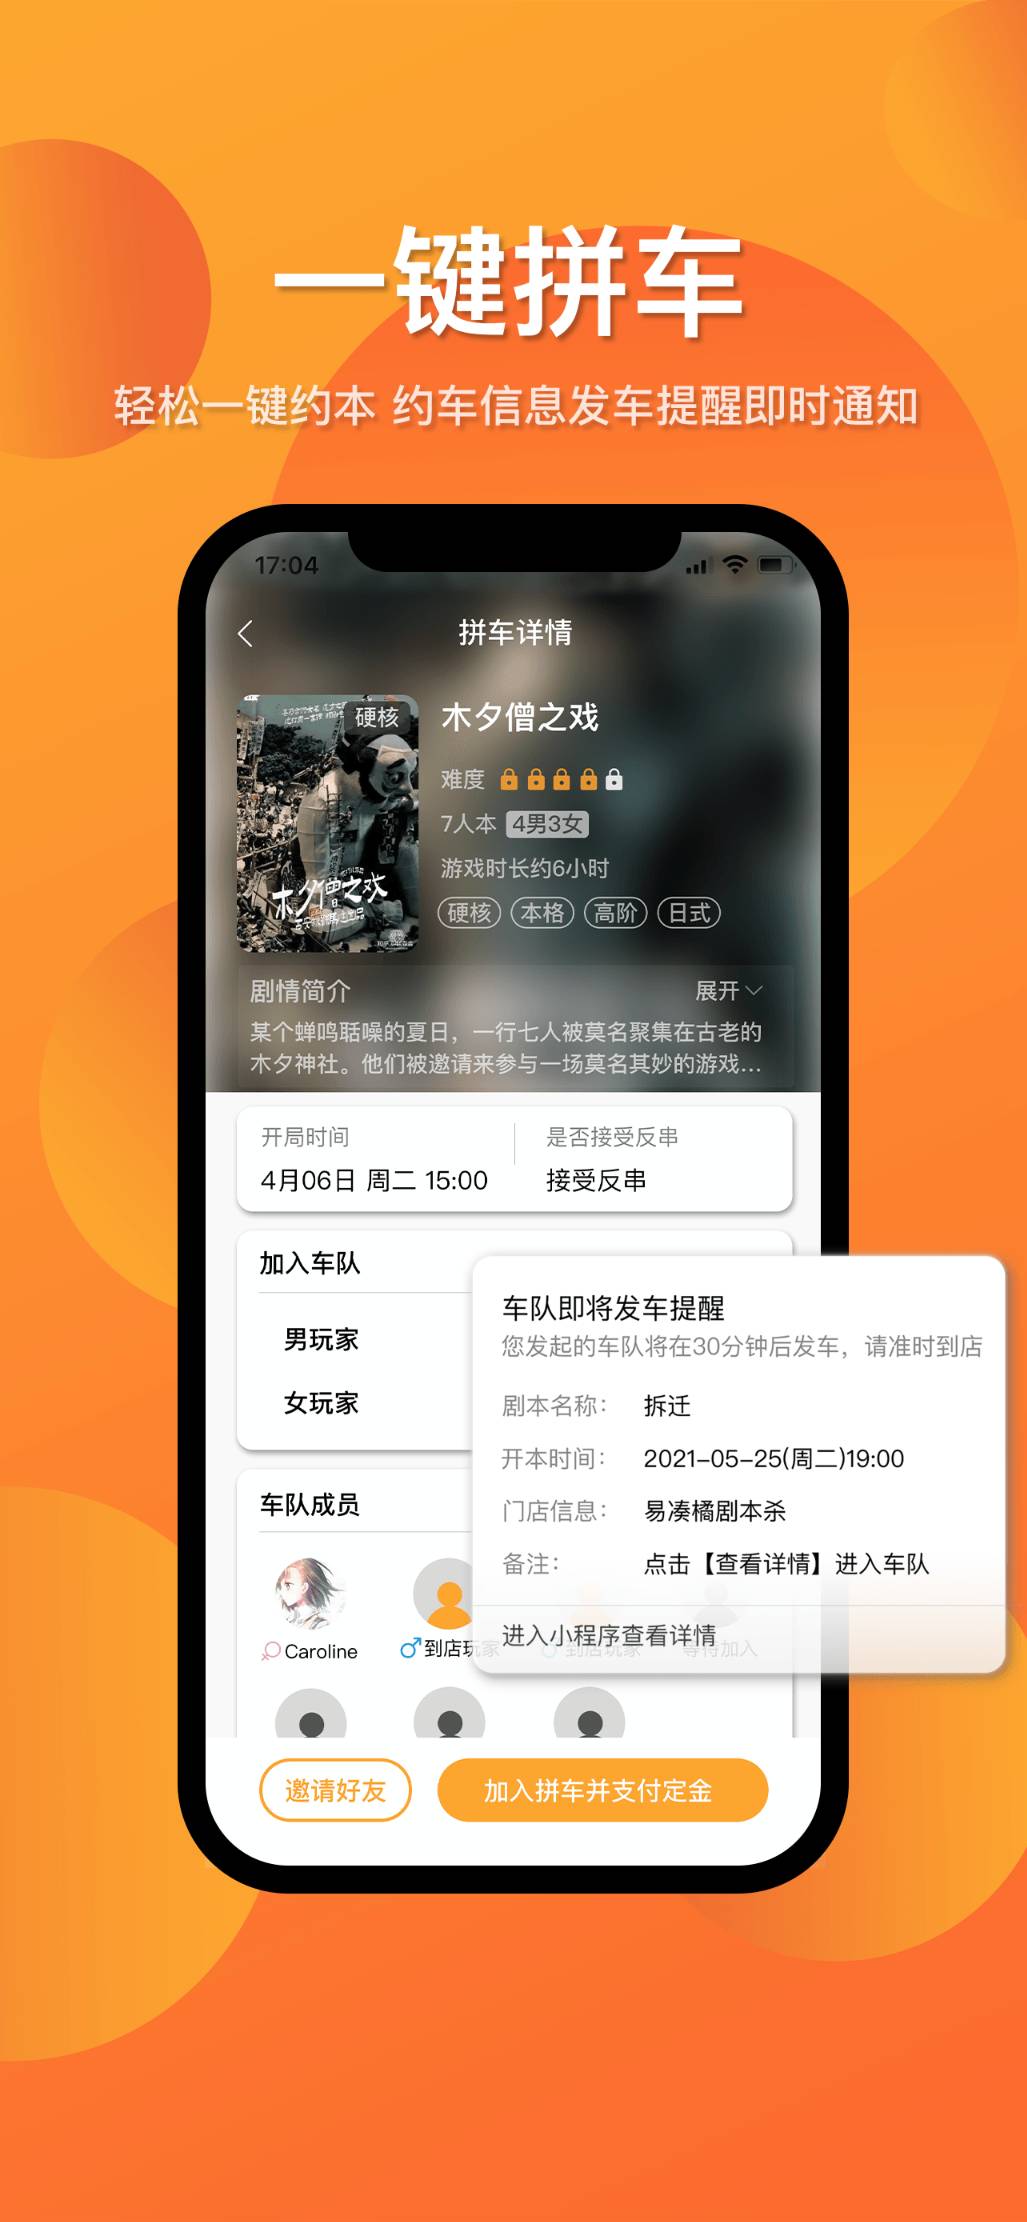 一键拼车
轻松一键约本 约车信息发车提醒即时通知
17:04
拼车详情
硬核
木夕僧之戏
木夕僧之戏
难度
7人本 4男3女
游戏时长约6小时
硬核 本格 高阶 日式
剧情简介 展开
某个蝉鸣聒噪的夏日，一行七人被莫名聚集在古老的
木夕神社。他们被邀请来参与一场莫名其妙的游戏...
开局时间 是否接受反串
4月06日 周二 15:00 接受反串
加入车队
男玩家
女玩家
车队即将发车提醒
您发起的车队将在30分钟后发车，请准时到店
剧本名称： 拆迁
开本时间： 2021-05-25(周二)19:00
门店信息： 易凑橘剧本杀
备注： 点击【查看详情】进入车队
进入小程序查看详情
车队成员
Caroline 到店玩家 到店玩家 等待加入
邀请好友 加入拼车并支付定金